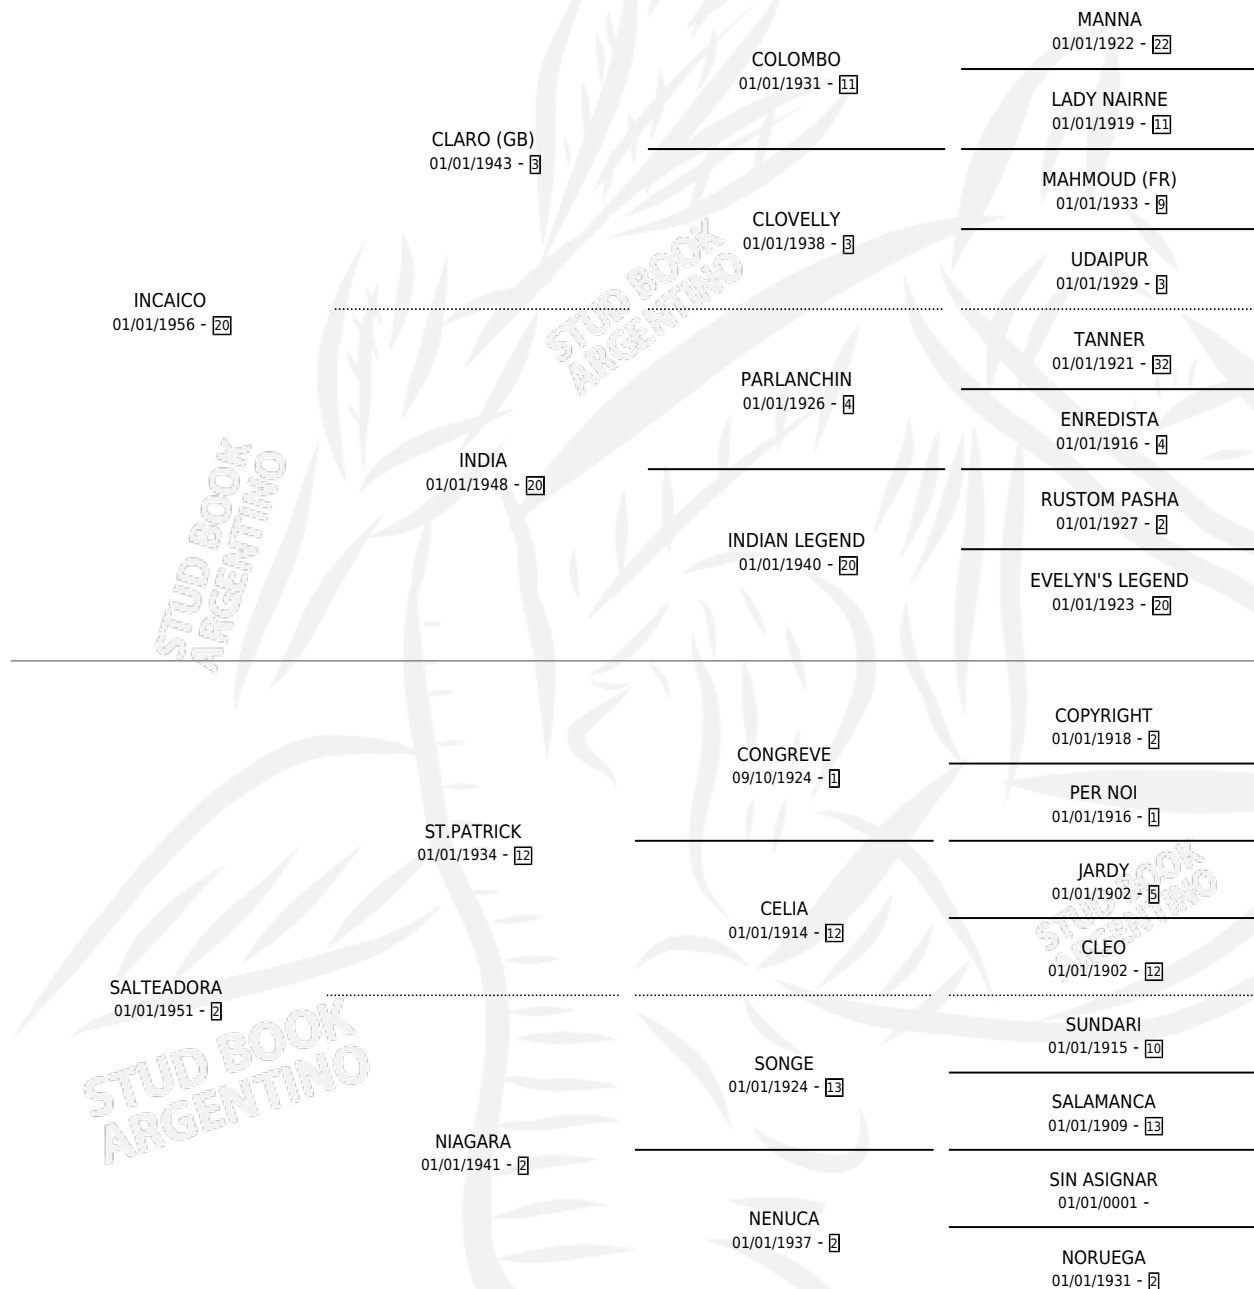 MANNA
01/01/1922 - 22
COLOMBO
01/01/1931 - 11
LADY NAIRNE
01/01/1919 - 11
CLARO (GB)
01/01/1943 - 3
MAHMOUD (FR)
01/01/1933 - 9
CLOVELLY
01/01/1938 - 3
UDAIPUR
01/01/1929 - 3
INCAICO
01/01/1956 - 20
TANNER
01/01/1921 - 32
PARLANCHIN
01/01/1926 - 4
ENREDISTA
01/01/1916 - 4
INDIA
01/01/1948 - 20
RUSTOM PASHA
01/01/1927 - 2
INDIAN LEGEND
01/01/1940 - 20
EVELYN'S LEGEND
01/01/1923 - 20
COPYRIGHT
01/01/1918 - 2
CONGREVE
09/10/1924 - 1
PER NOI
01/01/1916 - 1
ST.PATRICK
01/01/1934 - 12
JARDY
01/01/1902 - 5
CELIA
01/01/1914 - 12
CLEO
01/01/1902 - 12
SALTEADORA
01/01/1951 - 2
SUNDARI
01/01/1915 - 10
SONGE
01/01/1924 - 13
SALAMANCA
01/01/1909 - 13
NIAGARA
01/01/1941 - 2
SIN ASIGNAR
01/01/0001 -
NENUCA
01/01/1937 - 2
NORUEGA
01/01/1931 - 2
STUD BOOK
ARGENTINO
STUD BOOK
ARGENTINO
STUD BOOK
ARGENTINO
STUD BOOK
ARGENTINO